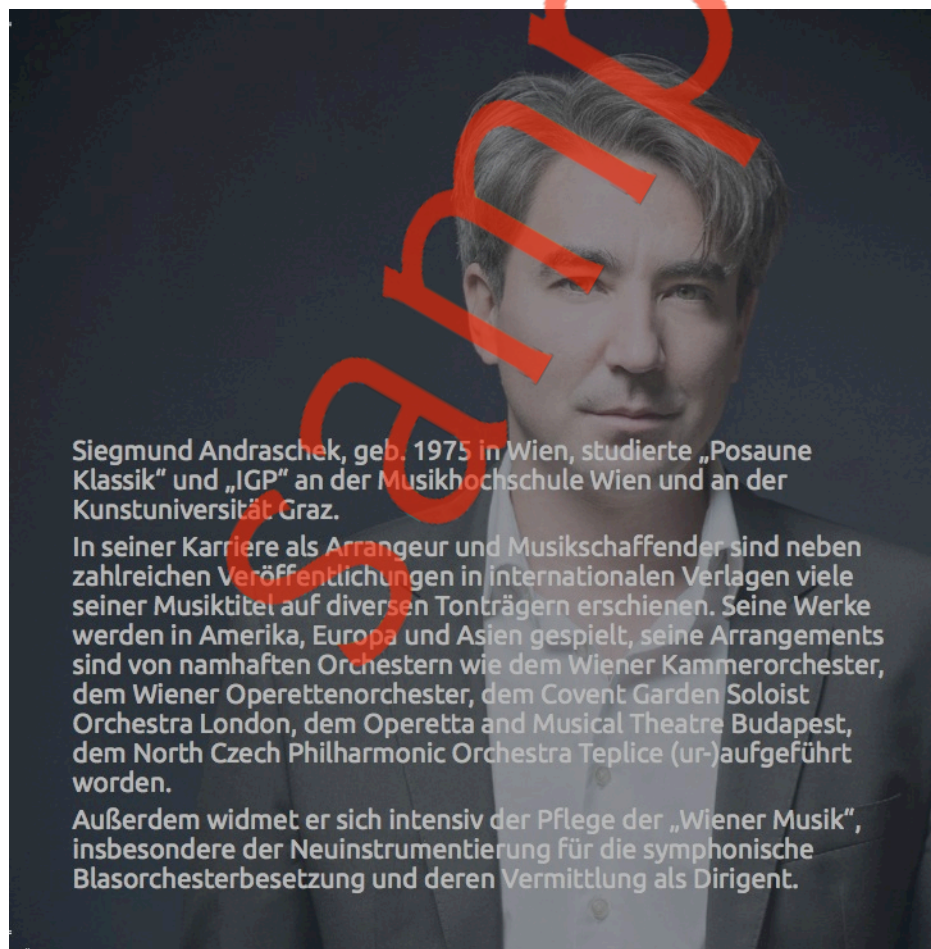 Siegmund Andraschek, geb. 1975 in Wien, studierte „Posaune
Klassik“ und „IGP“ an der Musikhochschule Wien und an der
Kunstuniversität Graz.
In seiner Karriere als Arrangeur und Musikschaffender sind neben
zahlreichen Veröffentlichungen in internationalen Verlagen viele
seiner Musiktitel auf diversen Tonträgern erschienen. Seine Werke
werden in Amerika, Europa und Asien gespielt, seine Arrangements
sind von namhaften Orchestern wie dem Wiener Kammerorchester,
dem Wiener Operettenorchester, dem Covent Garden Soloist
Orchestra London, dem Operetta and Musical Theatre Budapest,
dem North Czech Philharmonic Orchestra Teplice (ur-)aufgeführt
worden.
Außerdem widmet er sich intensiv der Pflege der „Wiener Musik“,
insbesondere der Neuinstrumentierung für die symphonische
Blasorchesterbesetzung und deren Vermittlung als Dirigent.